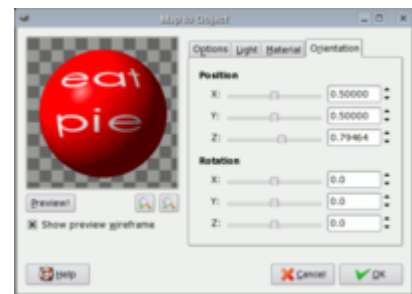 Map to Object
eat
pie
Preview!
Show preview wireframe
Options Light Material Orientation
Position
X: 0.50000
Y: 0.50000
Z: 0.79464
Rotation
X: 0.0
Y: 0.0
Z: 0.0
Help
Cancel
OK